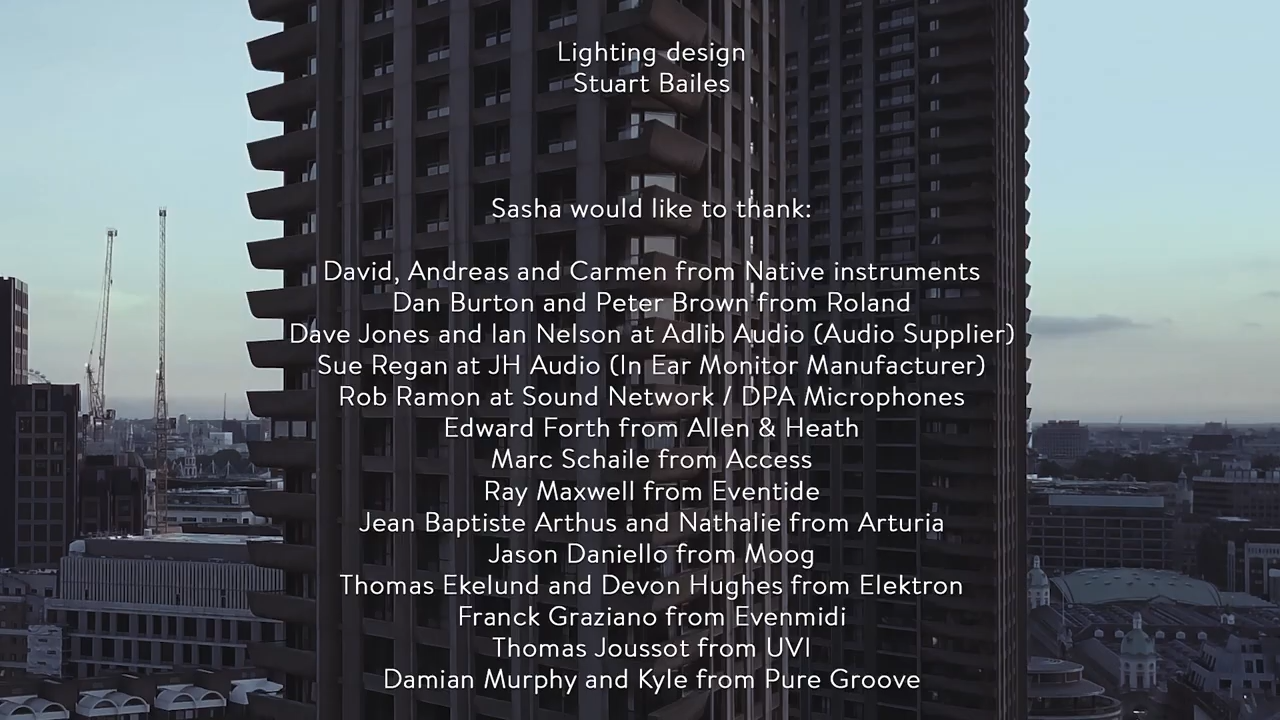 Lighting design
Stuart Bailes
Sasha would like to thank:
David, Andreas and Carmen from Native instruments
Dan Burton and Peter Brown from Roland
Dave Jones and Ian Nelson at Adlib Audio (Audio Supplier)
Sue Regan at JH Audio (In Ear Monitor Manufacturer)
Rob Ramon at Sound Network / DPA Microphones
Edward Forth from Allen & Heath
Marc Schaile from Access
Ray Maxwell from Eventide
Jean Baptiste Arthus and Nathalie from Arturia
Jason Daniello from Moog
Thomas Ekelund and Devon Hughes from Elektron
Franck Graziano from Evenmidi
Thomas Joussot from UVI
Damian Murphy and Kyle from Pure Groove